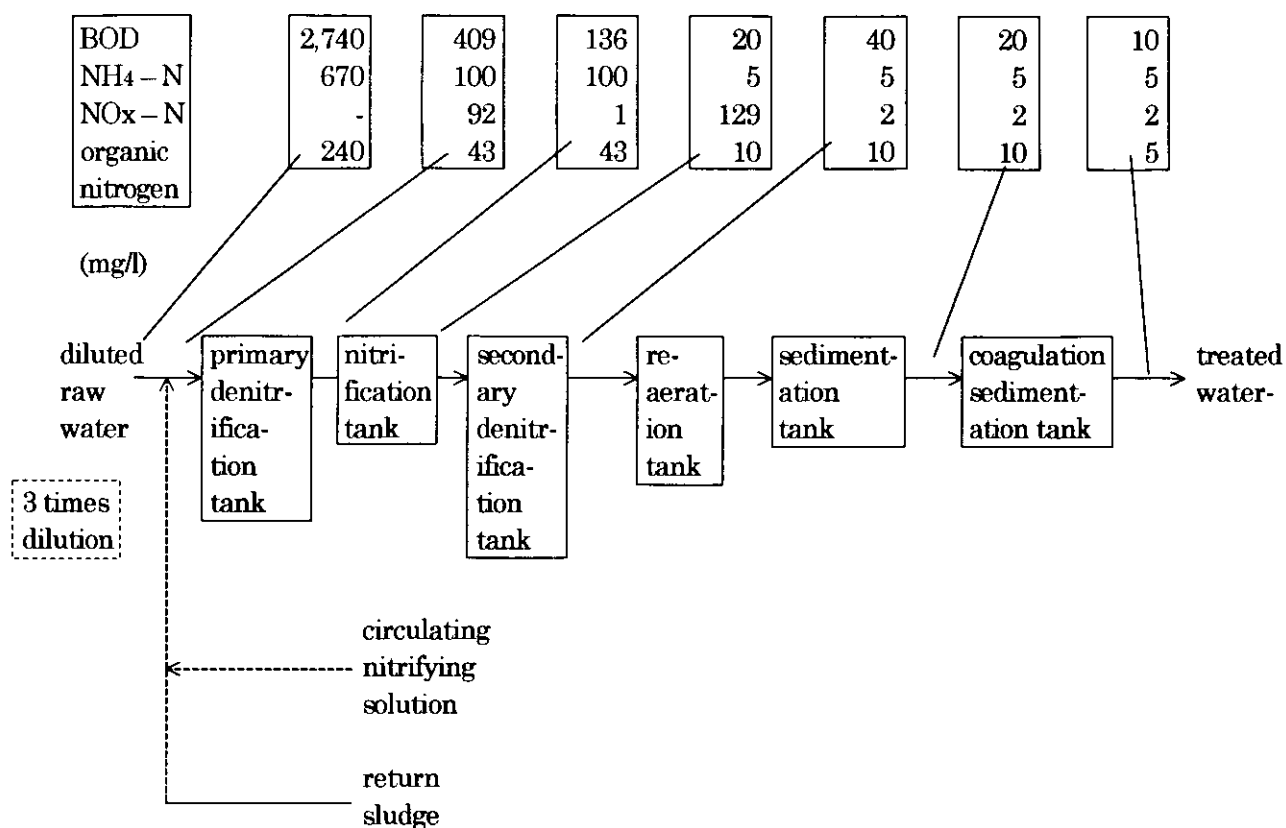 BOD 2,740 409 136 20 40 20 10
NH4 – N 670 100 100 5 5 5 5
NOx – N - 92 1 129 2 2 2
organic 240 43 43 10 10 10 5
nitrogen
(mg/l)
diluted
raw
water
3 times
dilution
primary
denitr-
ifica-
tion
tank
nitri-
fication
tank
second-
ary
denitr-
ifica-
tion
tank
re-
aerat-
ion
tank
sediment-
ation
tank
coagulation
sediment-
ation tank
treated
water-
circulating
nitrifying
solution
return
sludge